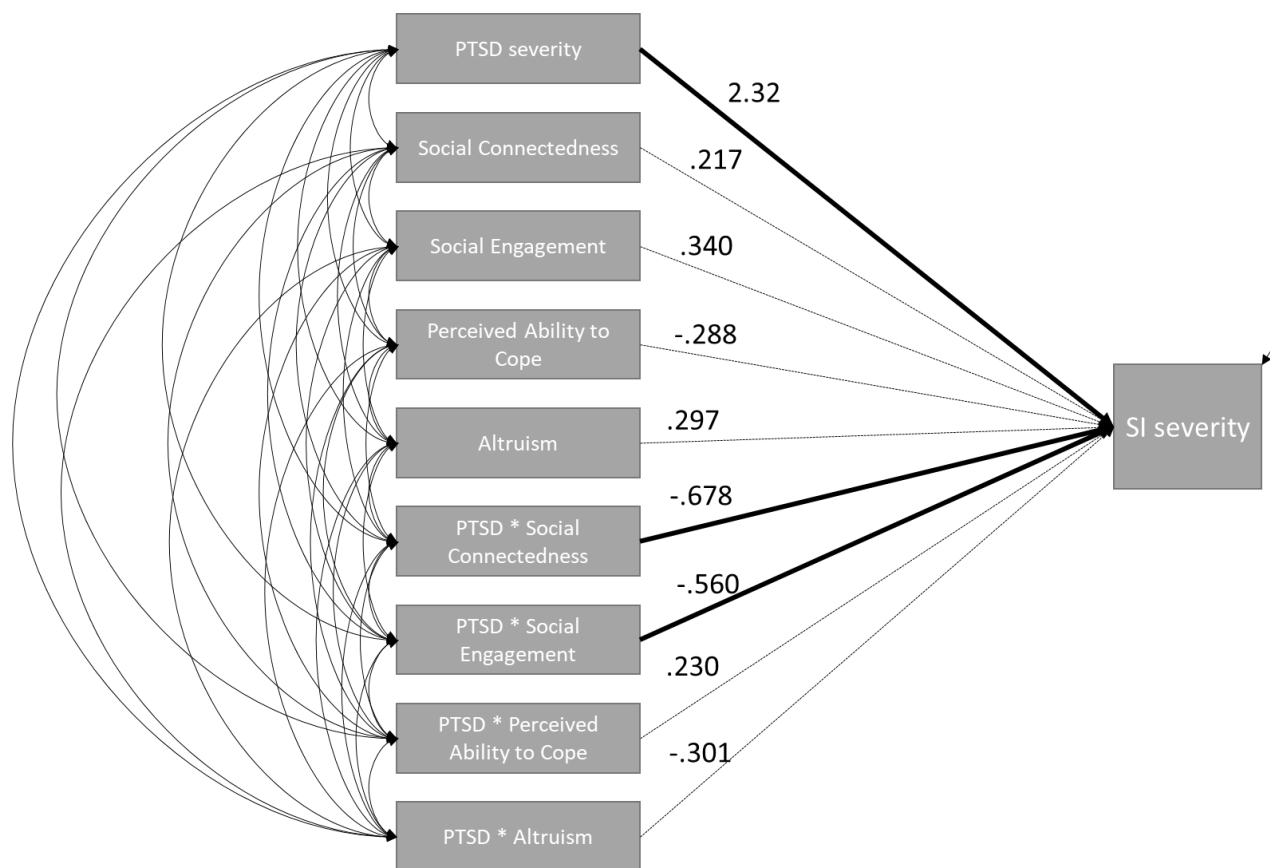 PTSD severity
2.32
Social Connectedness
.217
Social Engagement
.340
Perceived Ability to
Cope
-.288
Altruism
.297
PTSD * Social
Connectedness
-.678
PTSD * Social
Engagement
-.560
PTSD * Perceived
Ability to Cope
.230
PTSD * Altruism
-.301
SI severity